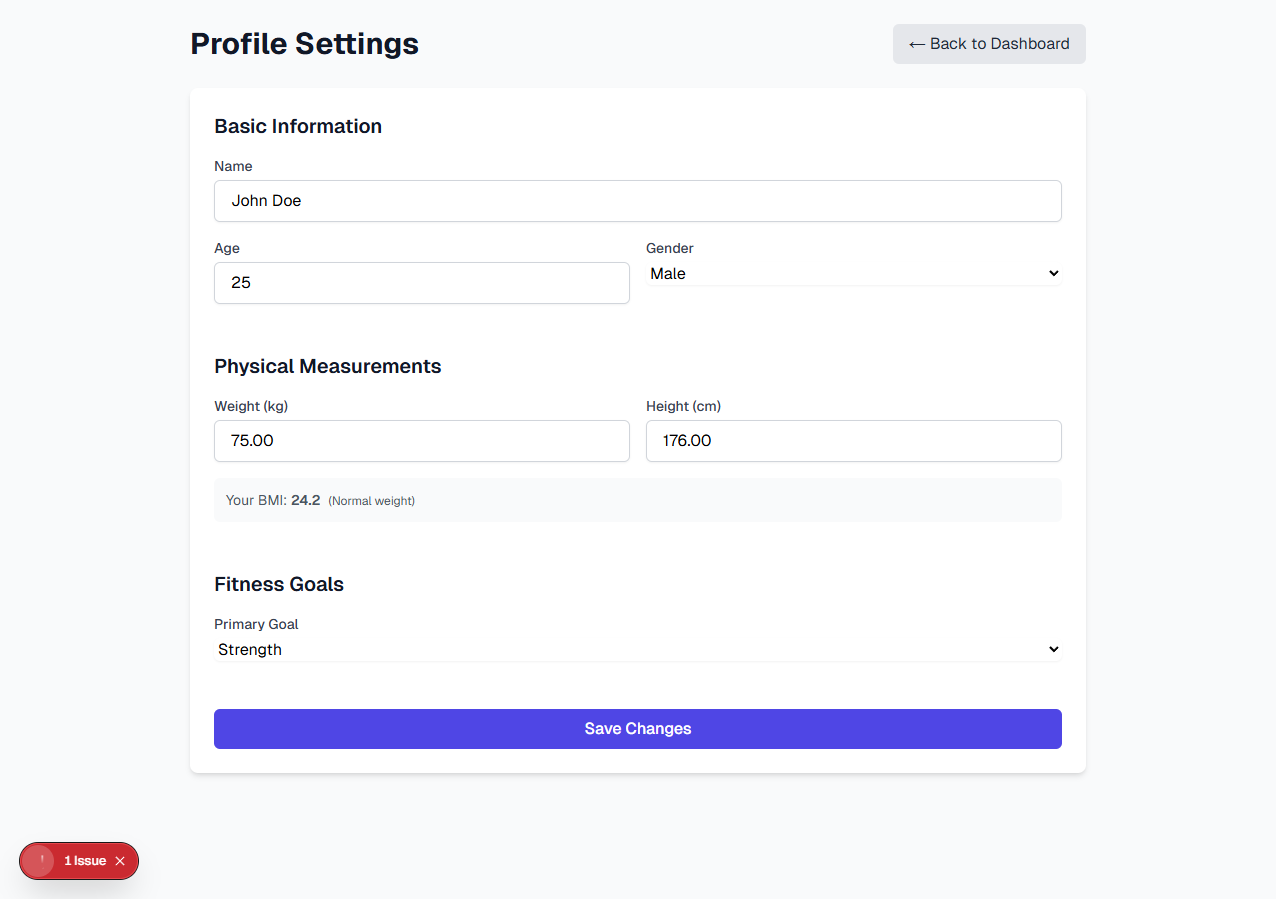 Profile Settings
← Back to Dashboard
Basic Information
Name
John Doe
Age
Gender
25
Male
Physical Measurements
Weight (kg)
Height (cm)
75.00
176.00
Your BMI: 24.2 (Normal weight)
Fitness Goals
Primary Goal
Strength
Save Changes
1 Issue